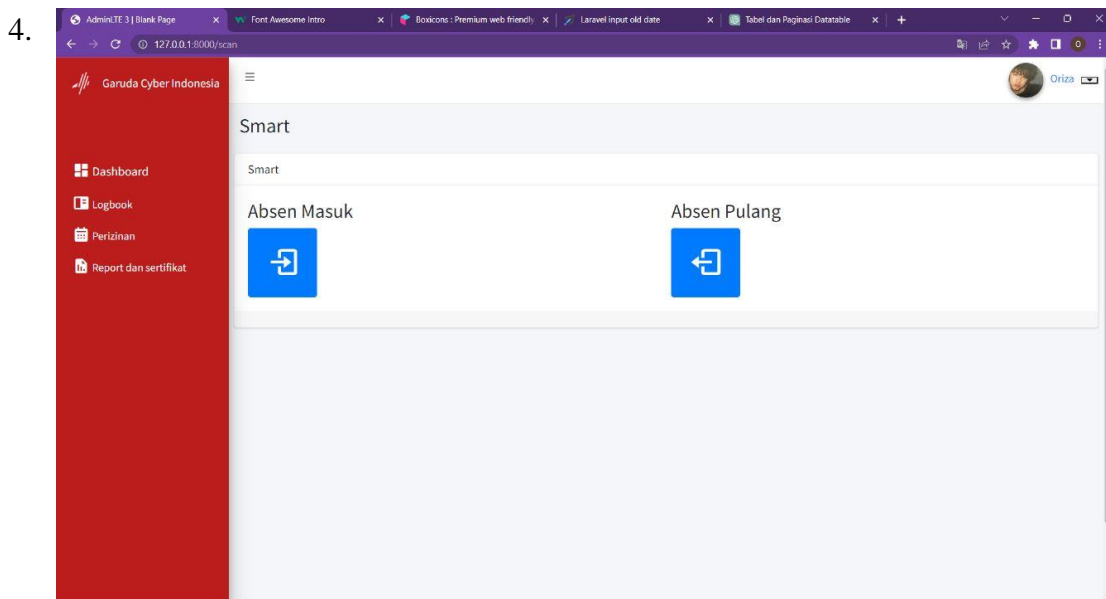 4.
AdminLTE 3 | Blank Page
Font Awesome Intro
Boxicons : Premium web friendly
Laravel input old date
Tabel dan Paginasi Datatable
127.0.0.1:8000/scan
O
Garuda Cyber Indonesia
Oriza
Smart
Dashboard
Smart
Logbook
Absen Masuk
Absen Pulang
Perizinan
Report dan sertifikat